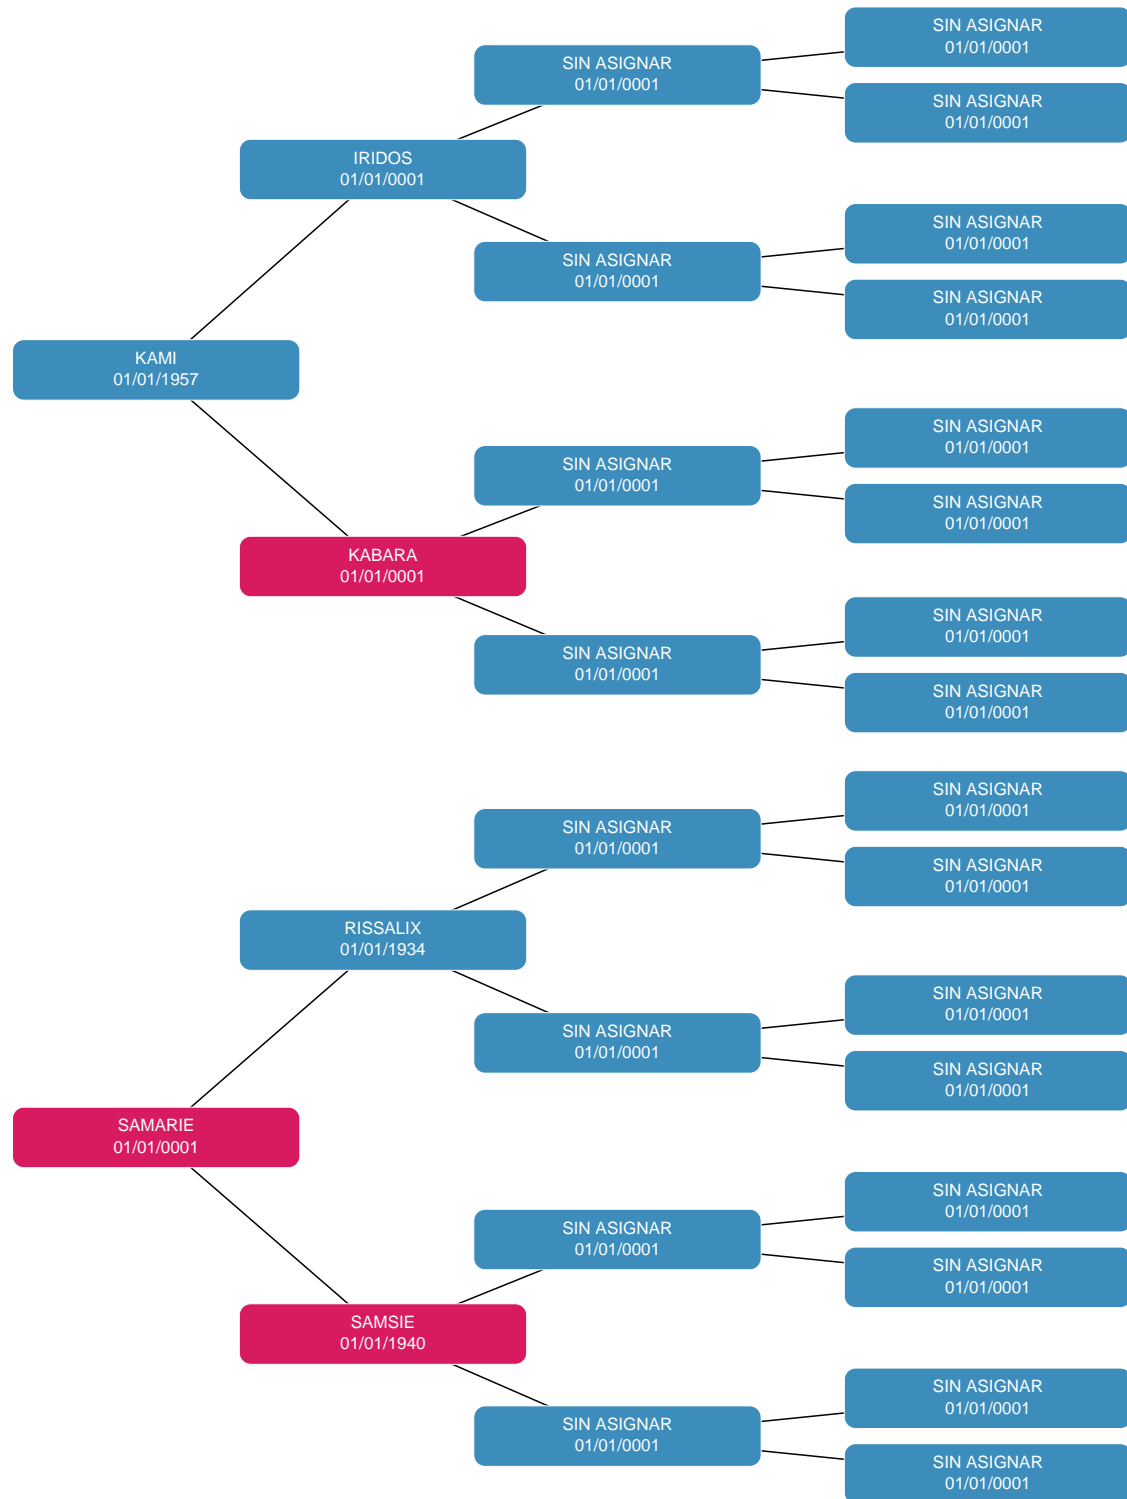 SIN ASIGNAR
01/01/0001
SIN ASIGNAR
01/01/0001
SIN ASIGNAR
01/01/0001
IRIDOS
01/01/0001
SIN ASIGNAR
01/01/0001
SIN ASIGNAR
01/01/0001
SIN ASIGNAR
01/01/0001
KAMI
01/01/1957
SIN ASIGNAR
01/01/0001
SIN ASIGNAR
01/01/0001
SIN ASIGNAR
01/01/0001
KABARA
01/01/0001
SIN ASIGNAR
01/01/0001
SIN ASIGNAR
01/01/0001
SIN ASIGNAR
01/01/0001
SIN ASIGNAR
01/01/0001
SIN ASIGNAR
01/01/0001
SIN ASIGNAR
01/01/0001
RISSALIX
01/01/1934
SIN ASIGNAR
01/01/0001
SIN ASIGNAR
01/01/0001
SIN ASIGNAR
01/01/0001
SAMARIE
01/01/0001
SIN ASIGNAR
01/01/0001
SIN ASIGNAR
01/01/0001
SIN ASIGNAR
01/01/0001
SAMSIE
01/01/1940
SIN ASIGNAR
01/01/0001
SIN ASIGNAR
01/01/0001
SIN ASIGNAR
01/01/0001